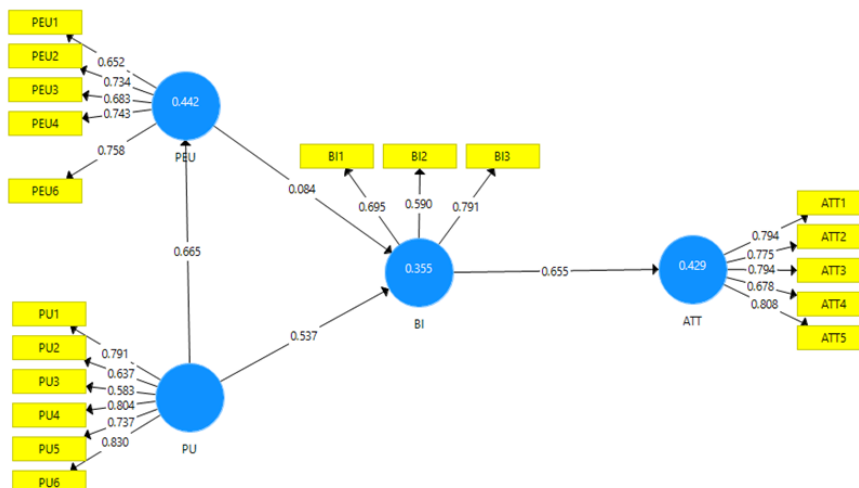 PEU1
PEU2
PEU3
PEU4
PEU6
0.652
0.734
0.683
0.743
0.758
0.442
PEU
0.084
0.665
BI1
BI2
BI3
0.695
0.590
0.791
0.355
BI
0.655
0.537
ATT1
ATT2
ATT3
ATT4
ATT5
0.794
0.775
0.794
0.678
0.808
0.429
ATT
PU1
PU2
PU3
PU4
PU5
PU6
0.791
0.637
0.583
0.804
0.737
0.830
PU